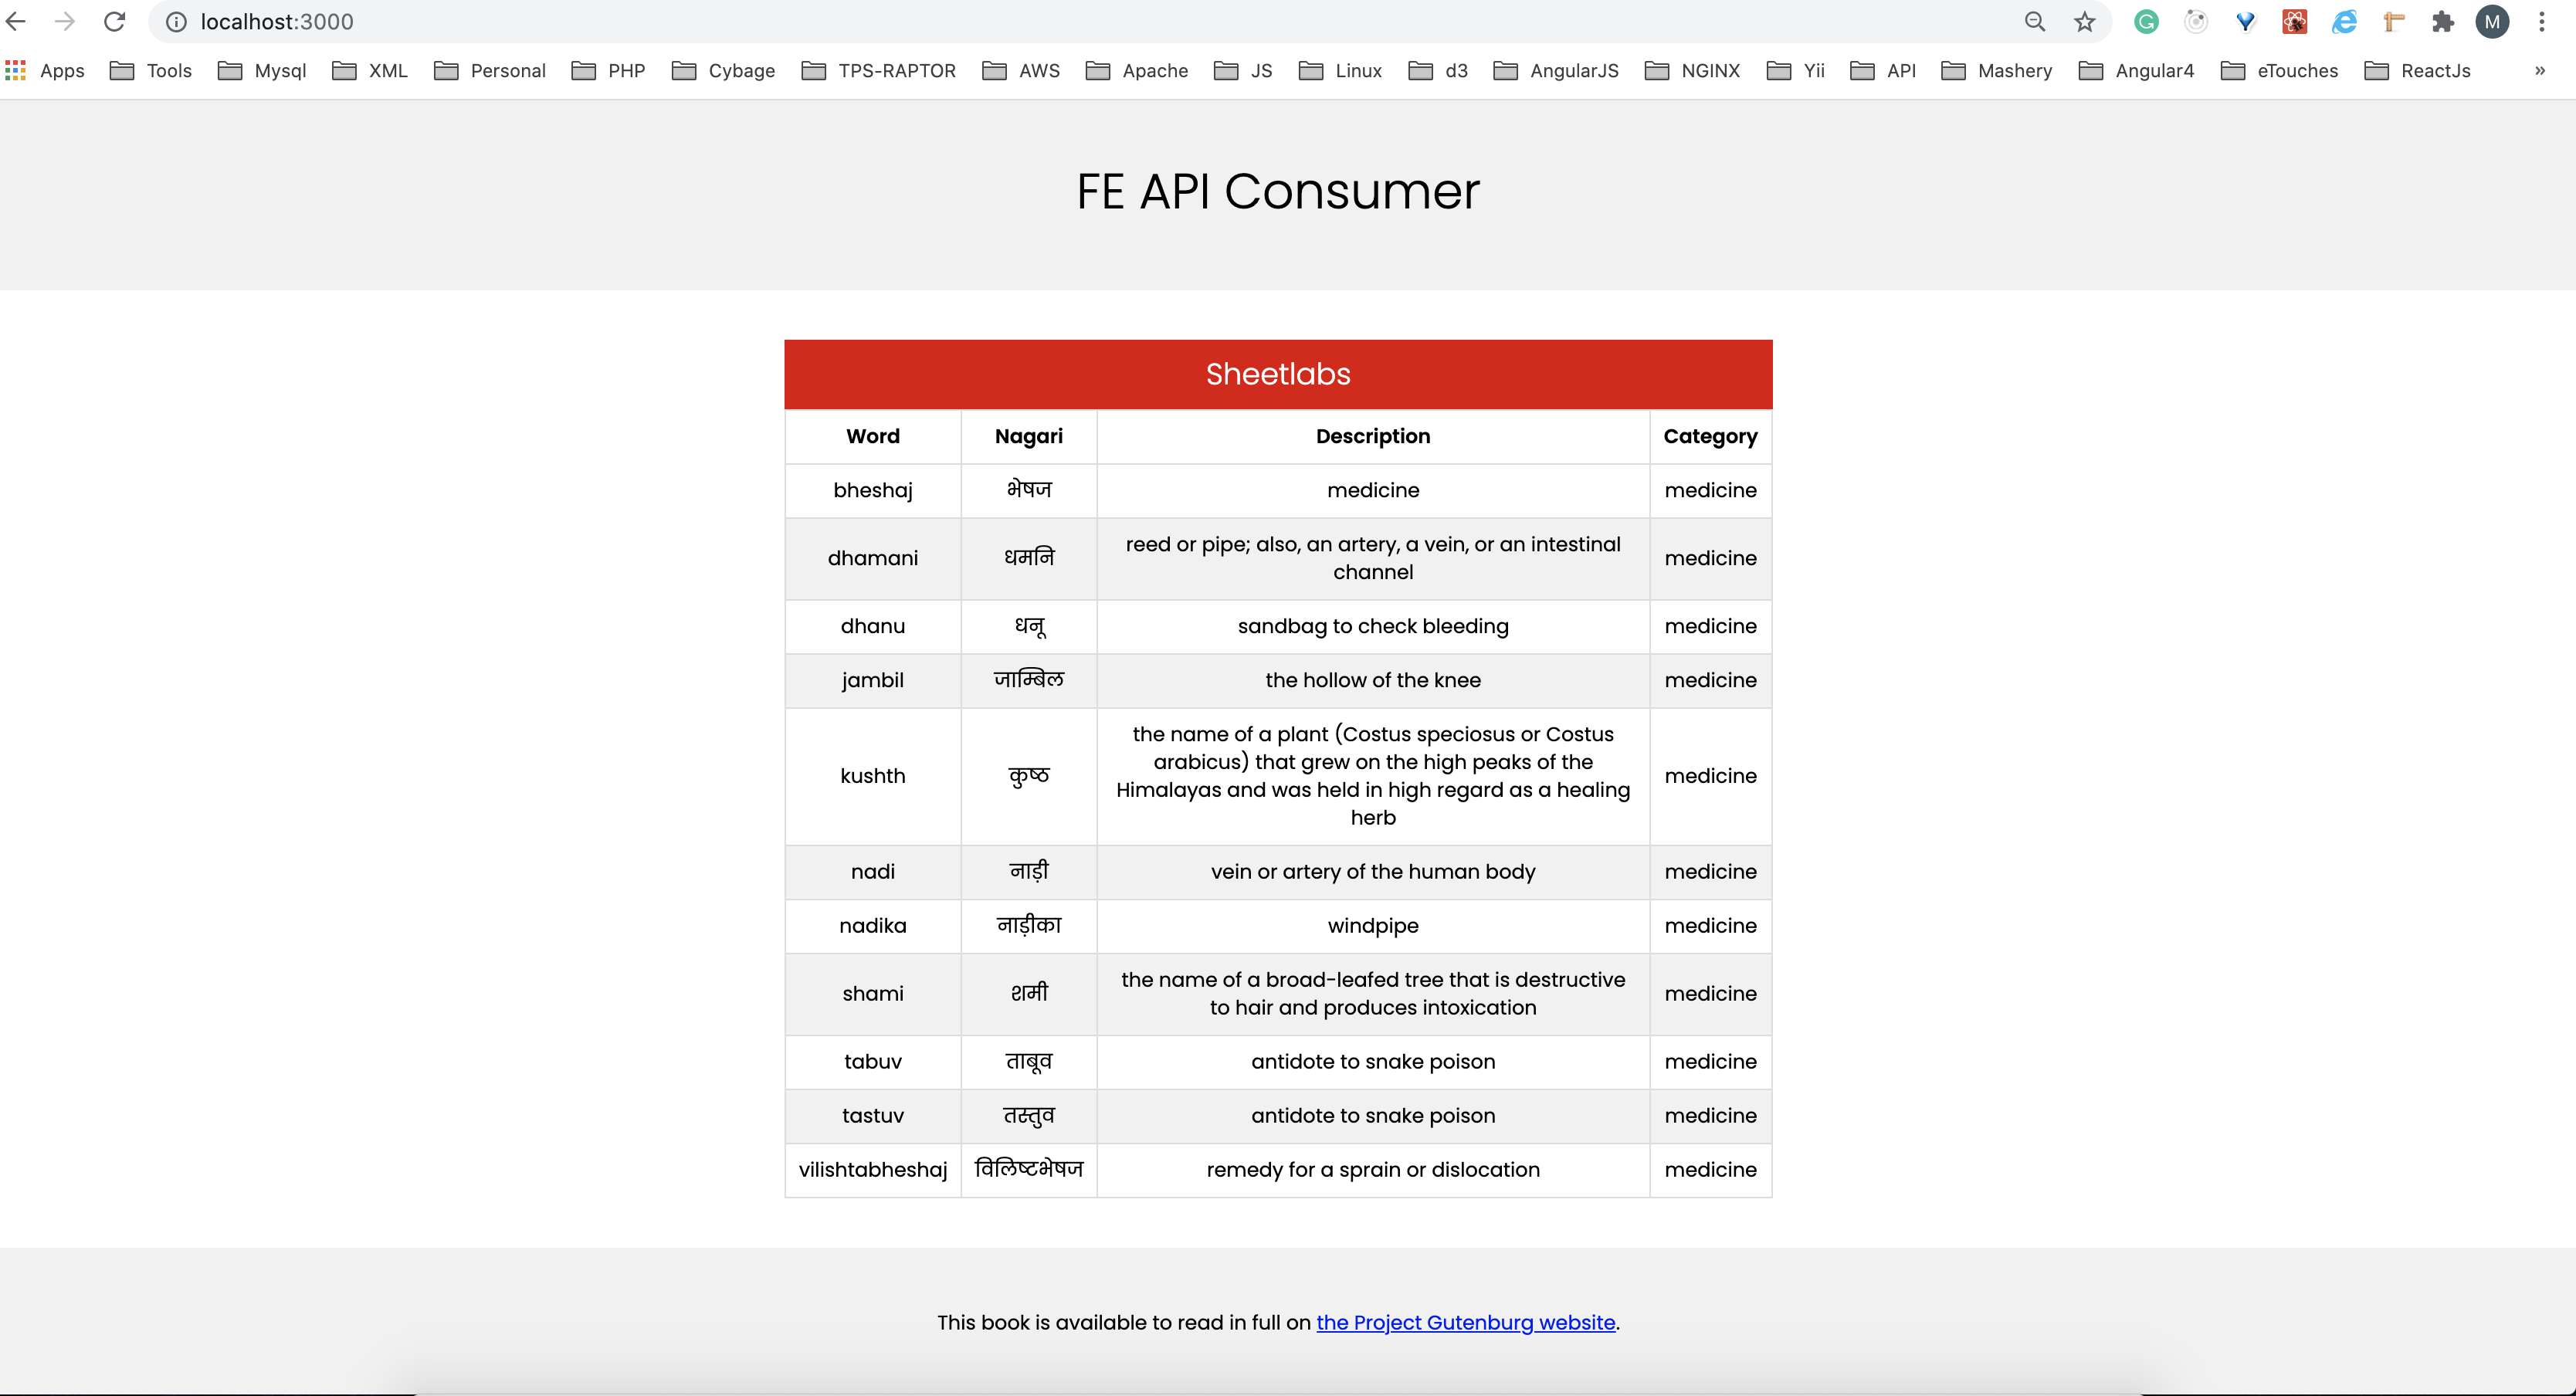 localhost:3000
M
Apps Tools Mysql XML Personal PHP Cybage TPS-RAPTOR AWS Apache JS Linux d3 AngularJS NGINX Yii API Mashery Angular4 eTouches ReactJs »
FE API Consumer
Sheetlabs
Word Nagari Description Category
bheshaj भेषज medicine medicine
dhamani धमनि reed or pipe; also, an artery, a vein, or an intestinal
channel medicine
dhanu धनू sandbag to check bleeding medicine
jambil जाम्बिल the hollow of the knee medicine
kushth कुष्ठ the name of a plant (Costus speciosus or Costus
arabicus) that grew on the high peaks of the
Himalayas and was held in high regard as a healing
herb medicine
nadi नाड़ी vein or artery of the human body medicine
nadika नाड़ीका windpipe medicine
shami शमी the name of a broad-leafed tree that is destructive
to hair and produces intoxication medicine
tabuv ताबूव antidote to snake poison medicine
tastuv तस्तुव antidote to snake poison medicine
vilishtabheshaj विलिष्टभेषज remedy for a sprain or dislocation medicine
This book is available to read in full on the Project Gutenburg website.